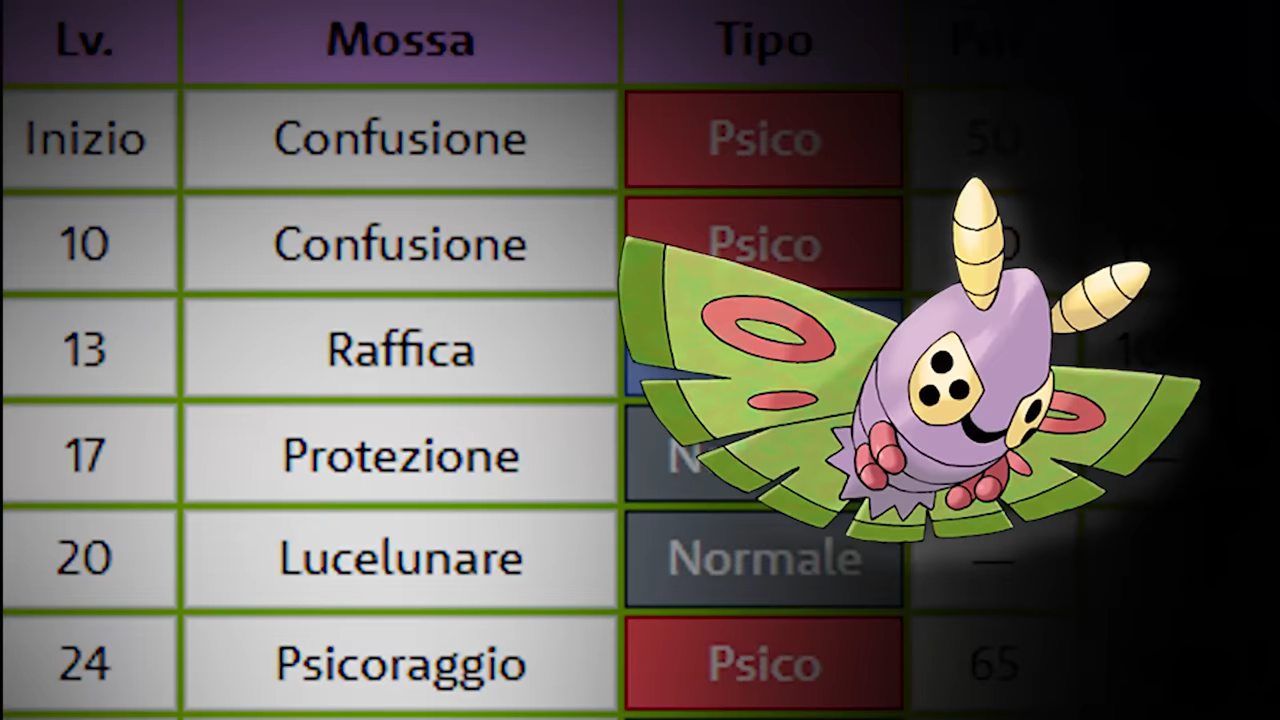 Lv. Mossa Tipo
Inizio Confusione Psico 50
10 Confusione Psico
13 Raffica
17 Protezione
20 Lucelunare Normale —
24 Psicoraggio Psico 65